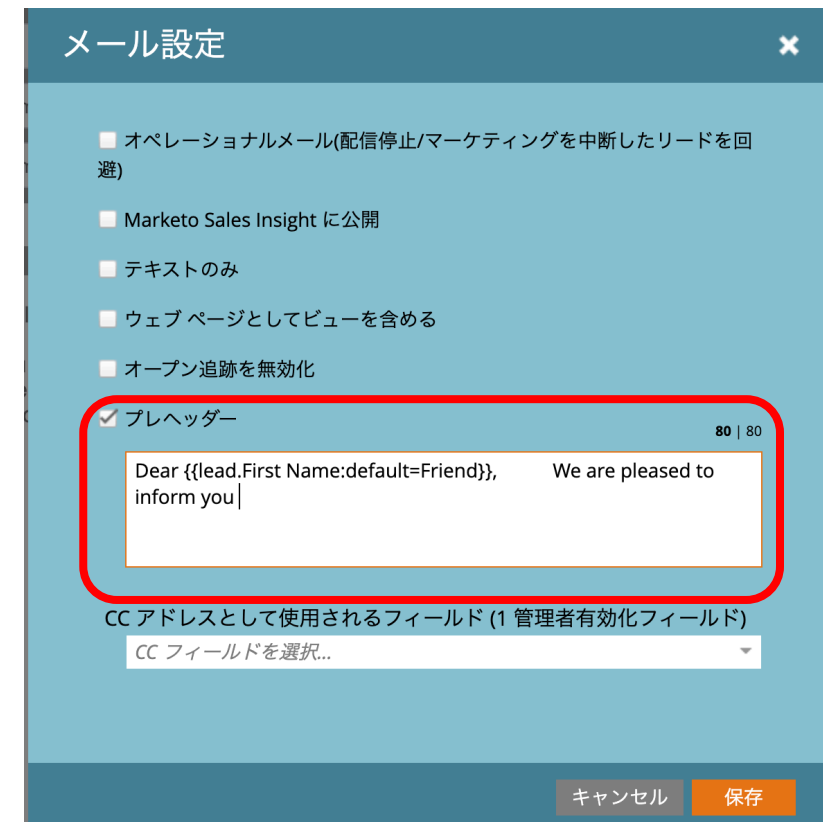 メール設定
オペレーショナルメール(配信停止/マーケティングを中断したリードを回
避)
Marketo Sales Insight に公開
テキストのみ
ウェブ ページとしてビューを含める
オープン追跡を無効化
プレヘッダー
80 | 80
Dear {{lead.First Name:default=Friend}}, We are pleased to
inform you
CC アドレスとして使用されるフィールド (1 管理者有効化フィールド)
CC フィールドを選択...
キャンセル 保存